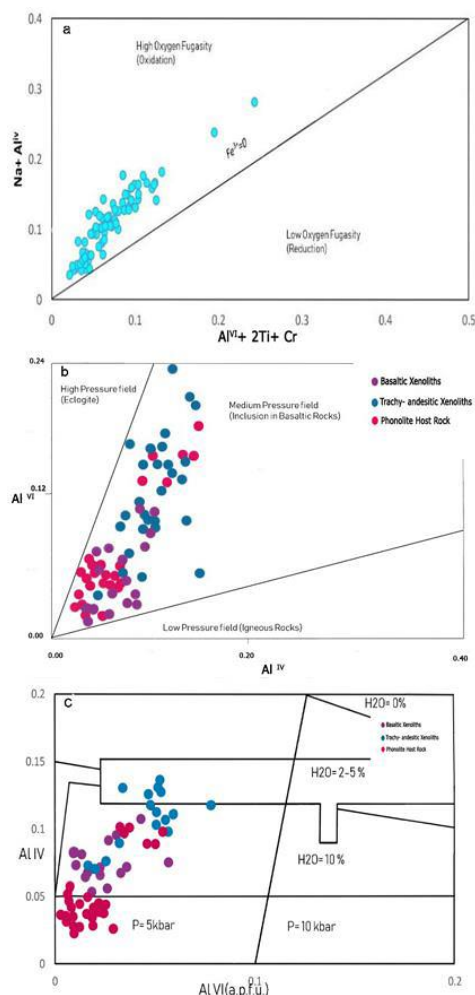 a
0.4
0.3
0.2
0.1
0
Na+ Al^iv
High Oxygen Fugasity
(Oxidation)
Fe³⁺=0
Low Oxygen Fugasity
(Reduction)
0
0.1
0.2
0.3
0.4
0.5
Al^VI+ 2Ti+ Cr
b
0.24
0.12
0.00
Al ^VI
High Pressure field
(Eclogite)
Medium Pressure field
(Inclusion in Basaltic Rocks)
Basaltic Xenoliths
Trachy- andesitic Xenoliths
Phonolite Host Rock
Low Pressure field (Igneous Rocks)
0.00
0.20
0.40
Al ^IV
c
0.2
0.15
0.1
0.05
0
Al IV
H2O= 0%
Basaltic Xenoliths
Trachy- andesitic Xenoliths
Phonolite Host Rock
H2O= 2-5 %
H2O= 10 %
P= 5kbar
P= 10 kbar
0
0.1
0.2
Al VI(a.p.f.u.)